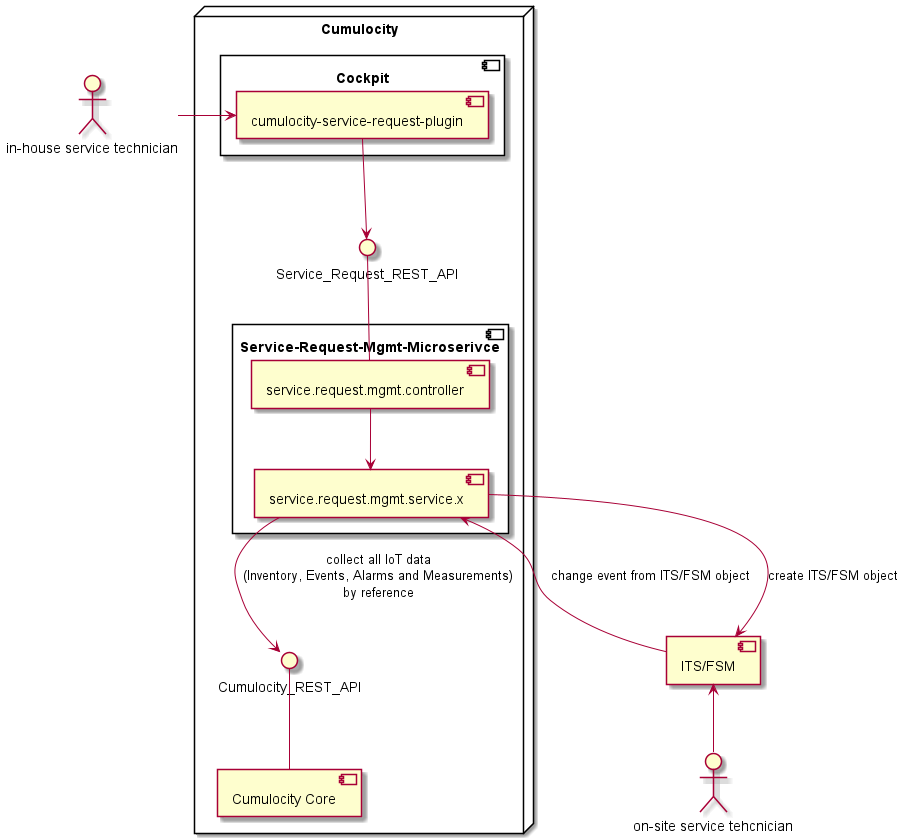 Cumulocity
Cockpit
cumulocity-service-request-plugin
in-house service technician
Service_Request_REST_API
Service-Request-Mgmt-Microserivce
service.request.mgmt.controller
service.request.mgmt.service.x
collect all IoT data
(Inventory, Events, Alarms and Measurements)
by reference
change event from ITS/FSM object
create ITS/FSM object
ITS/FSM
Cumulocity_REST_API
Cumulocity Core
on-site service tehcnician